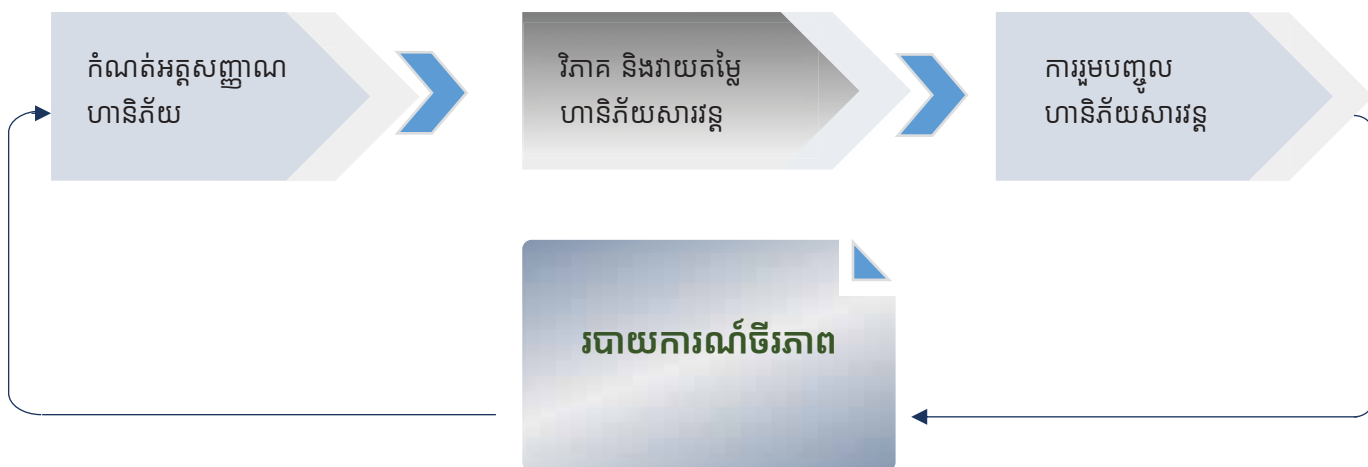 កំណត់អត្តសញ្ញាណ
ហានិភ័យ
វិភាគ និងវាយតម្លៃ
ហានិភ័យសារវន្ត
ការរួមបញ្ចូល
ហានិភ័យសារវន្ត
របាយការណ៍ចីរភាព